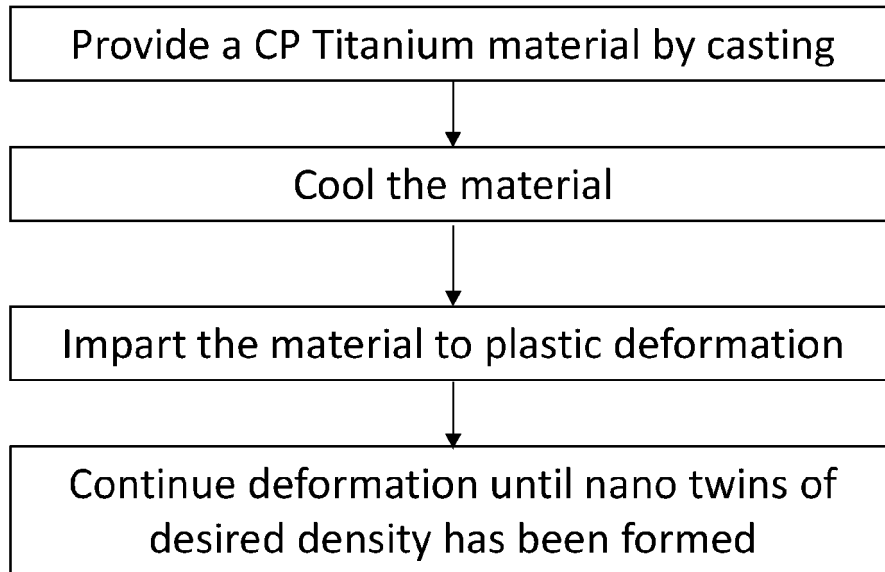 Provide a CP Titanium material by casting
Cool the material
Impart the material to plastic deformation
Continue deformation until nano twins of
desired density has been formed